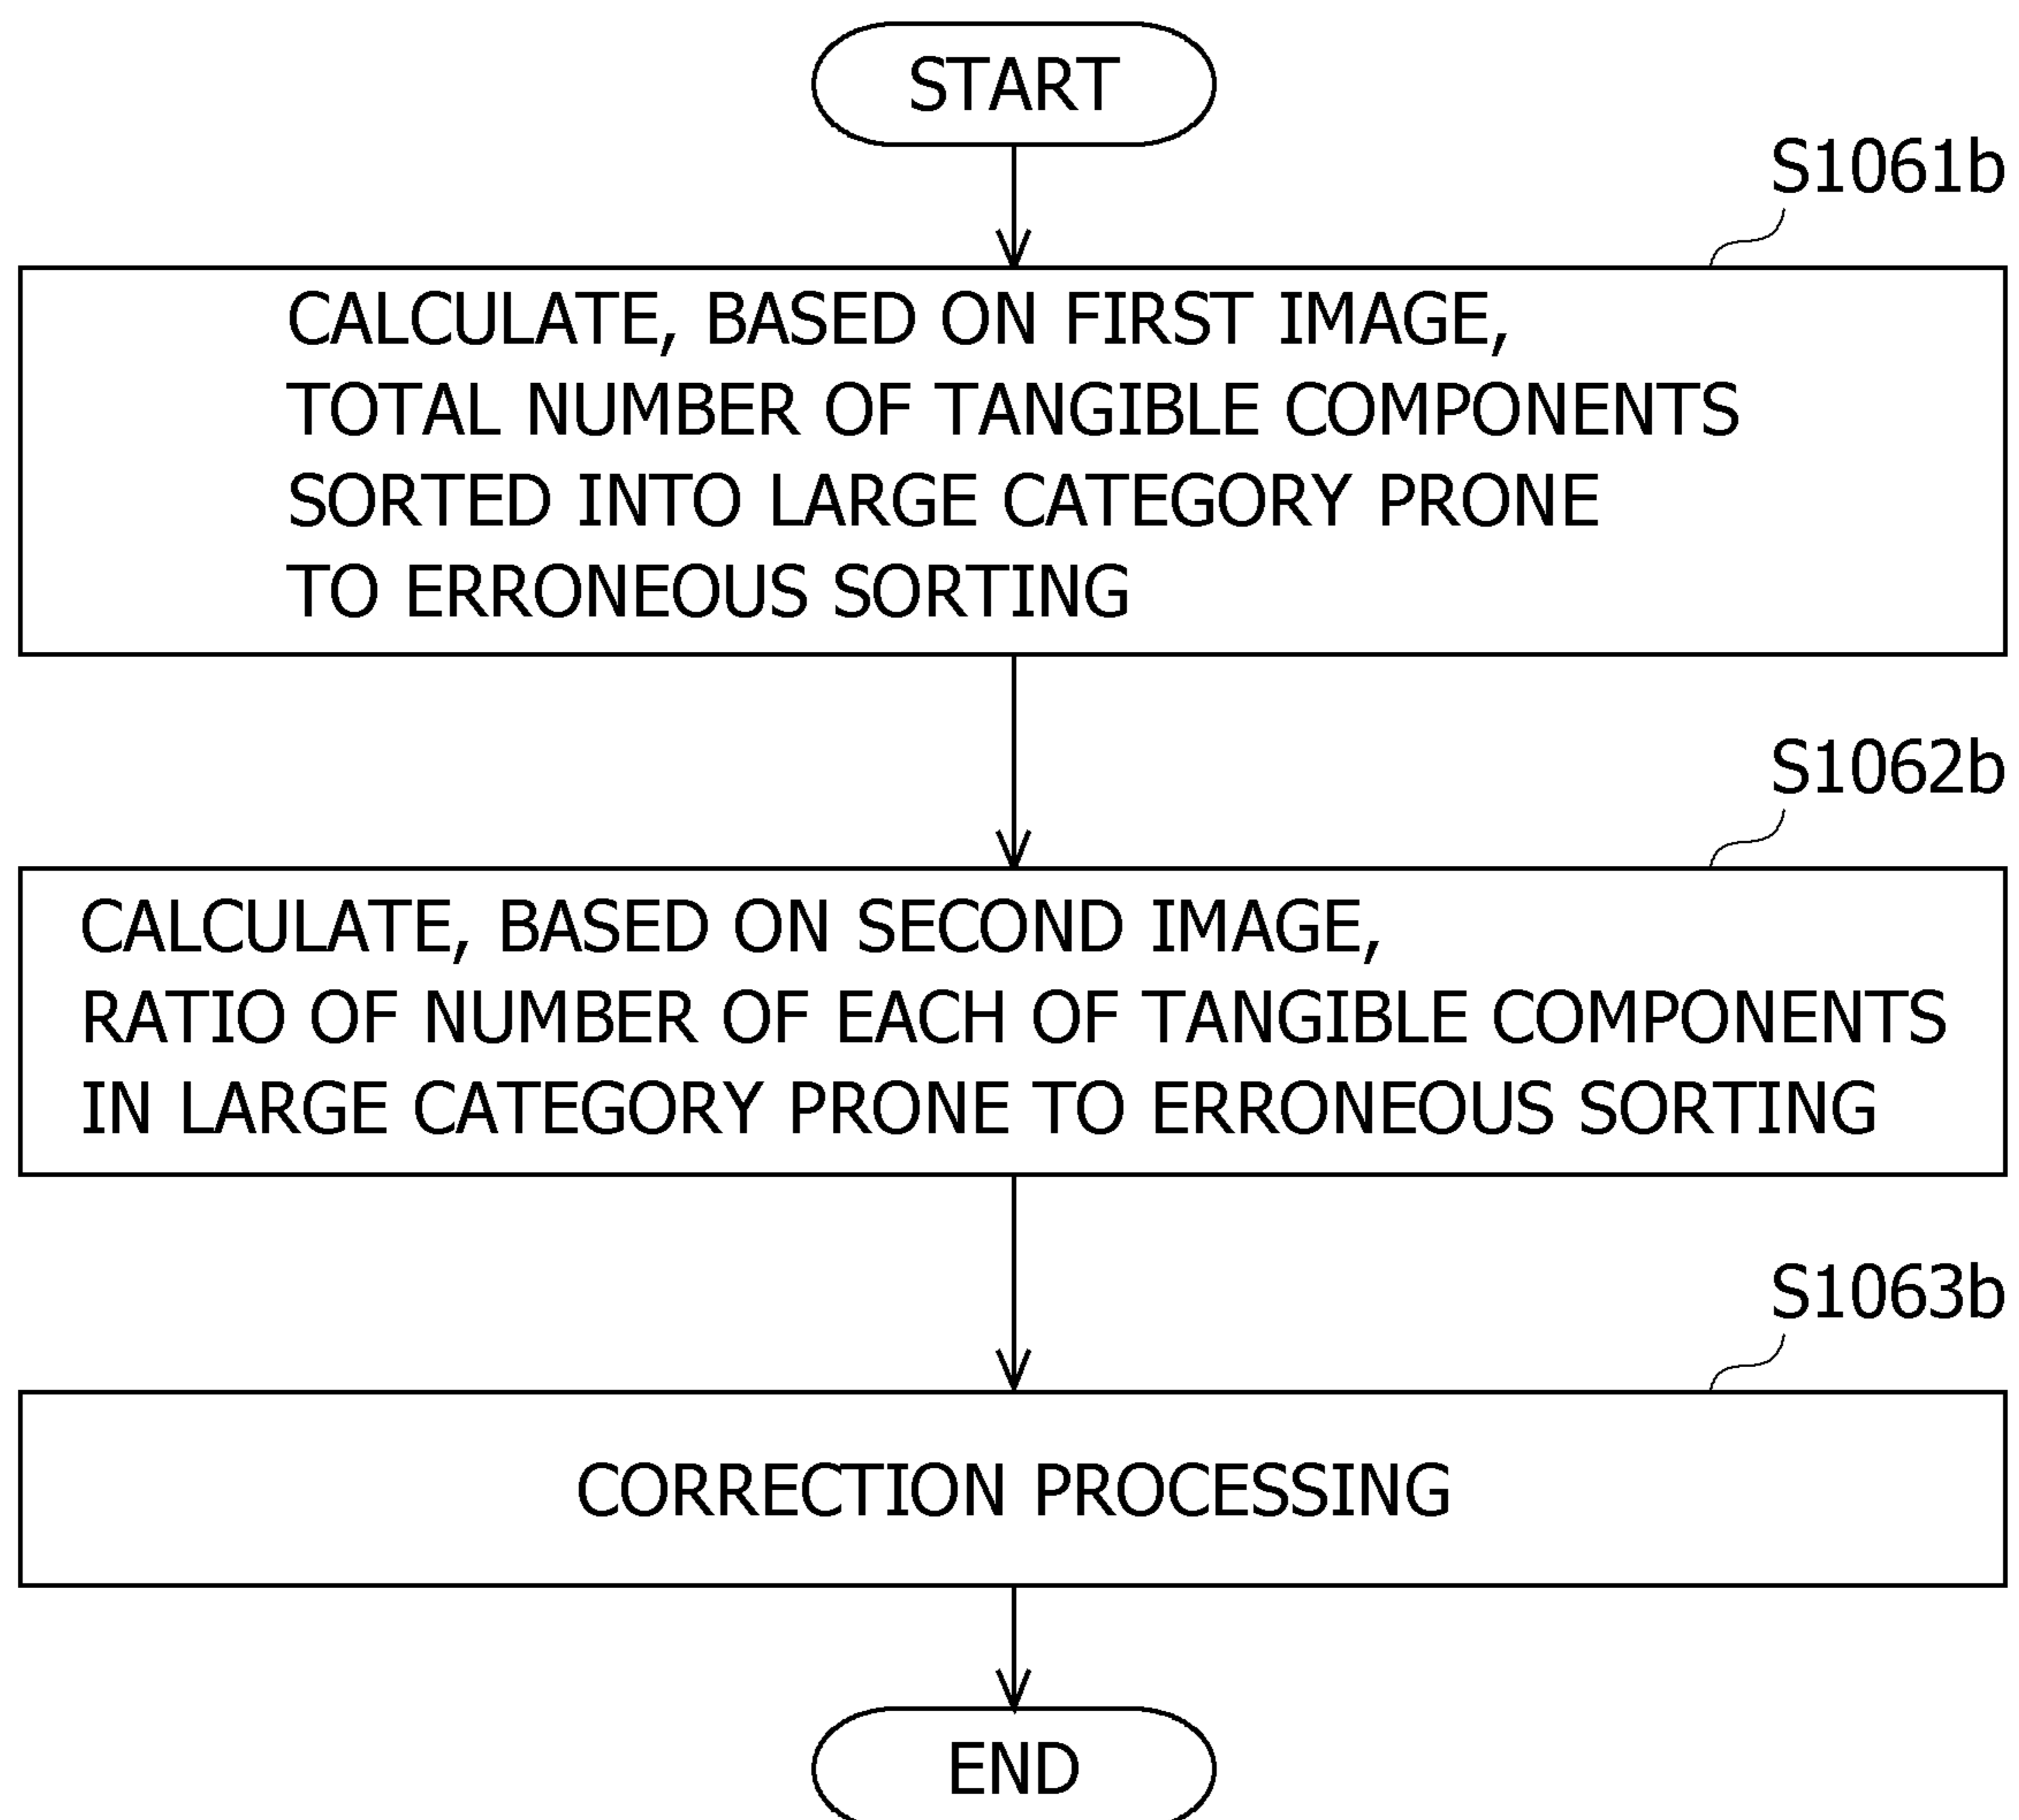 START
S1061b
CALCULATE, BASED ON FIRST IMAGE,
TOTAL NUMBER OF TANGIBLE COMPONENTS
SORTED INTO LARGE CATEGORY PRONE
TO ERRONEOUS SORTING
S1062b
CALCULATE, BASED ON SECOND IMAGE,
RATIO OF NUMBER OF EACH OF TANGIBLE COMPONENTS
IN LARGE CATEGORY PRONE TO ERRONEOUS SORTING
S1063b
CORRECTION PROCESSING
END